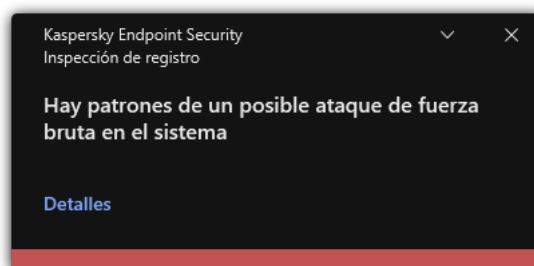 Kaspersky Endpoint Security
Inspección de registro
Hay patrones de un posible ataque de fuerza
bruta en el sistema
Detalles